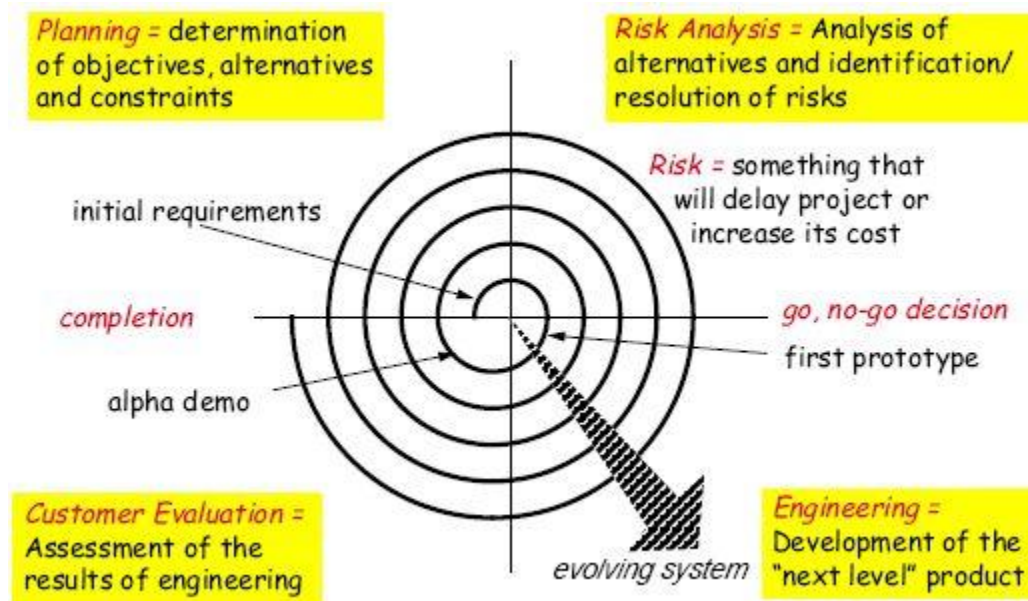 Planning = determination
of objectives, alternatives
and constraints
Risk Analysis = Analysis of
alternatives and identification/
resolution of risks
Risk = something that
will delay project or
increase its cost
initial requirements
completion
go, no-go decision
first prototype
alpha demo
Customer Evaluation =
Assessment of the
results of engineering
evolving system
Engineering =
Development of the
"next level" product